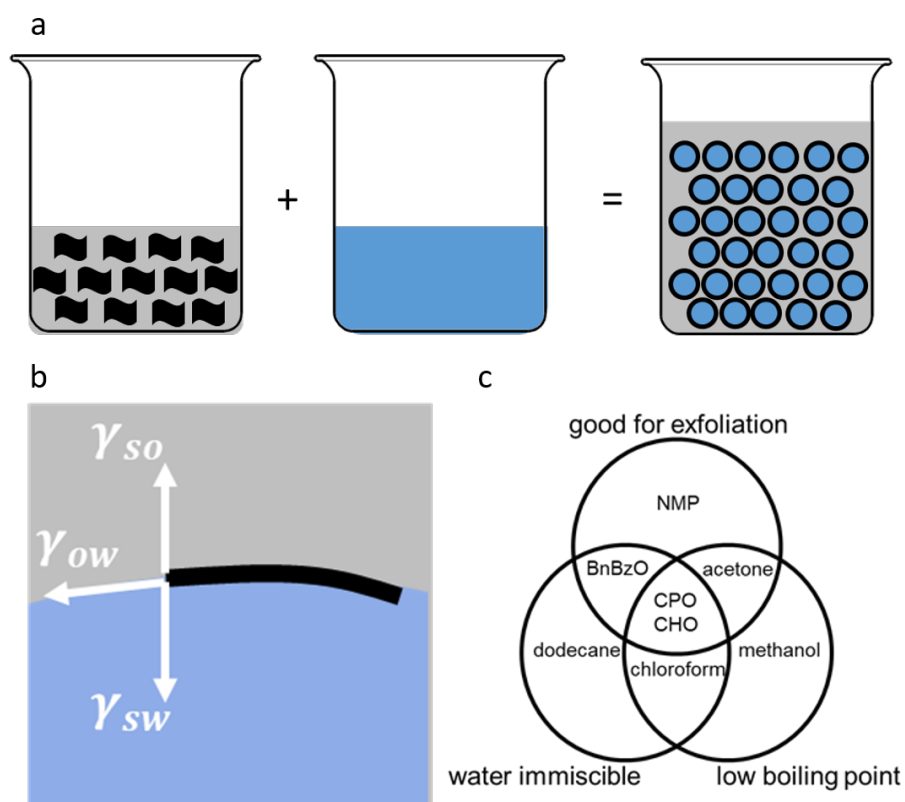 a
+
=
b
c
γso
γow
γsw
good for exfoliation
NMP
BnBzO
acetone
CPO
CHO
dodecane
methanol
chloroform
water immiscible
low boiling point